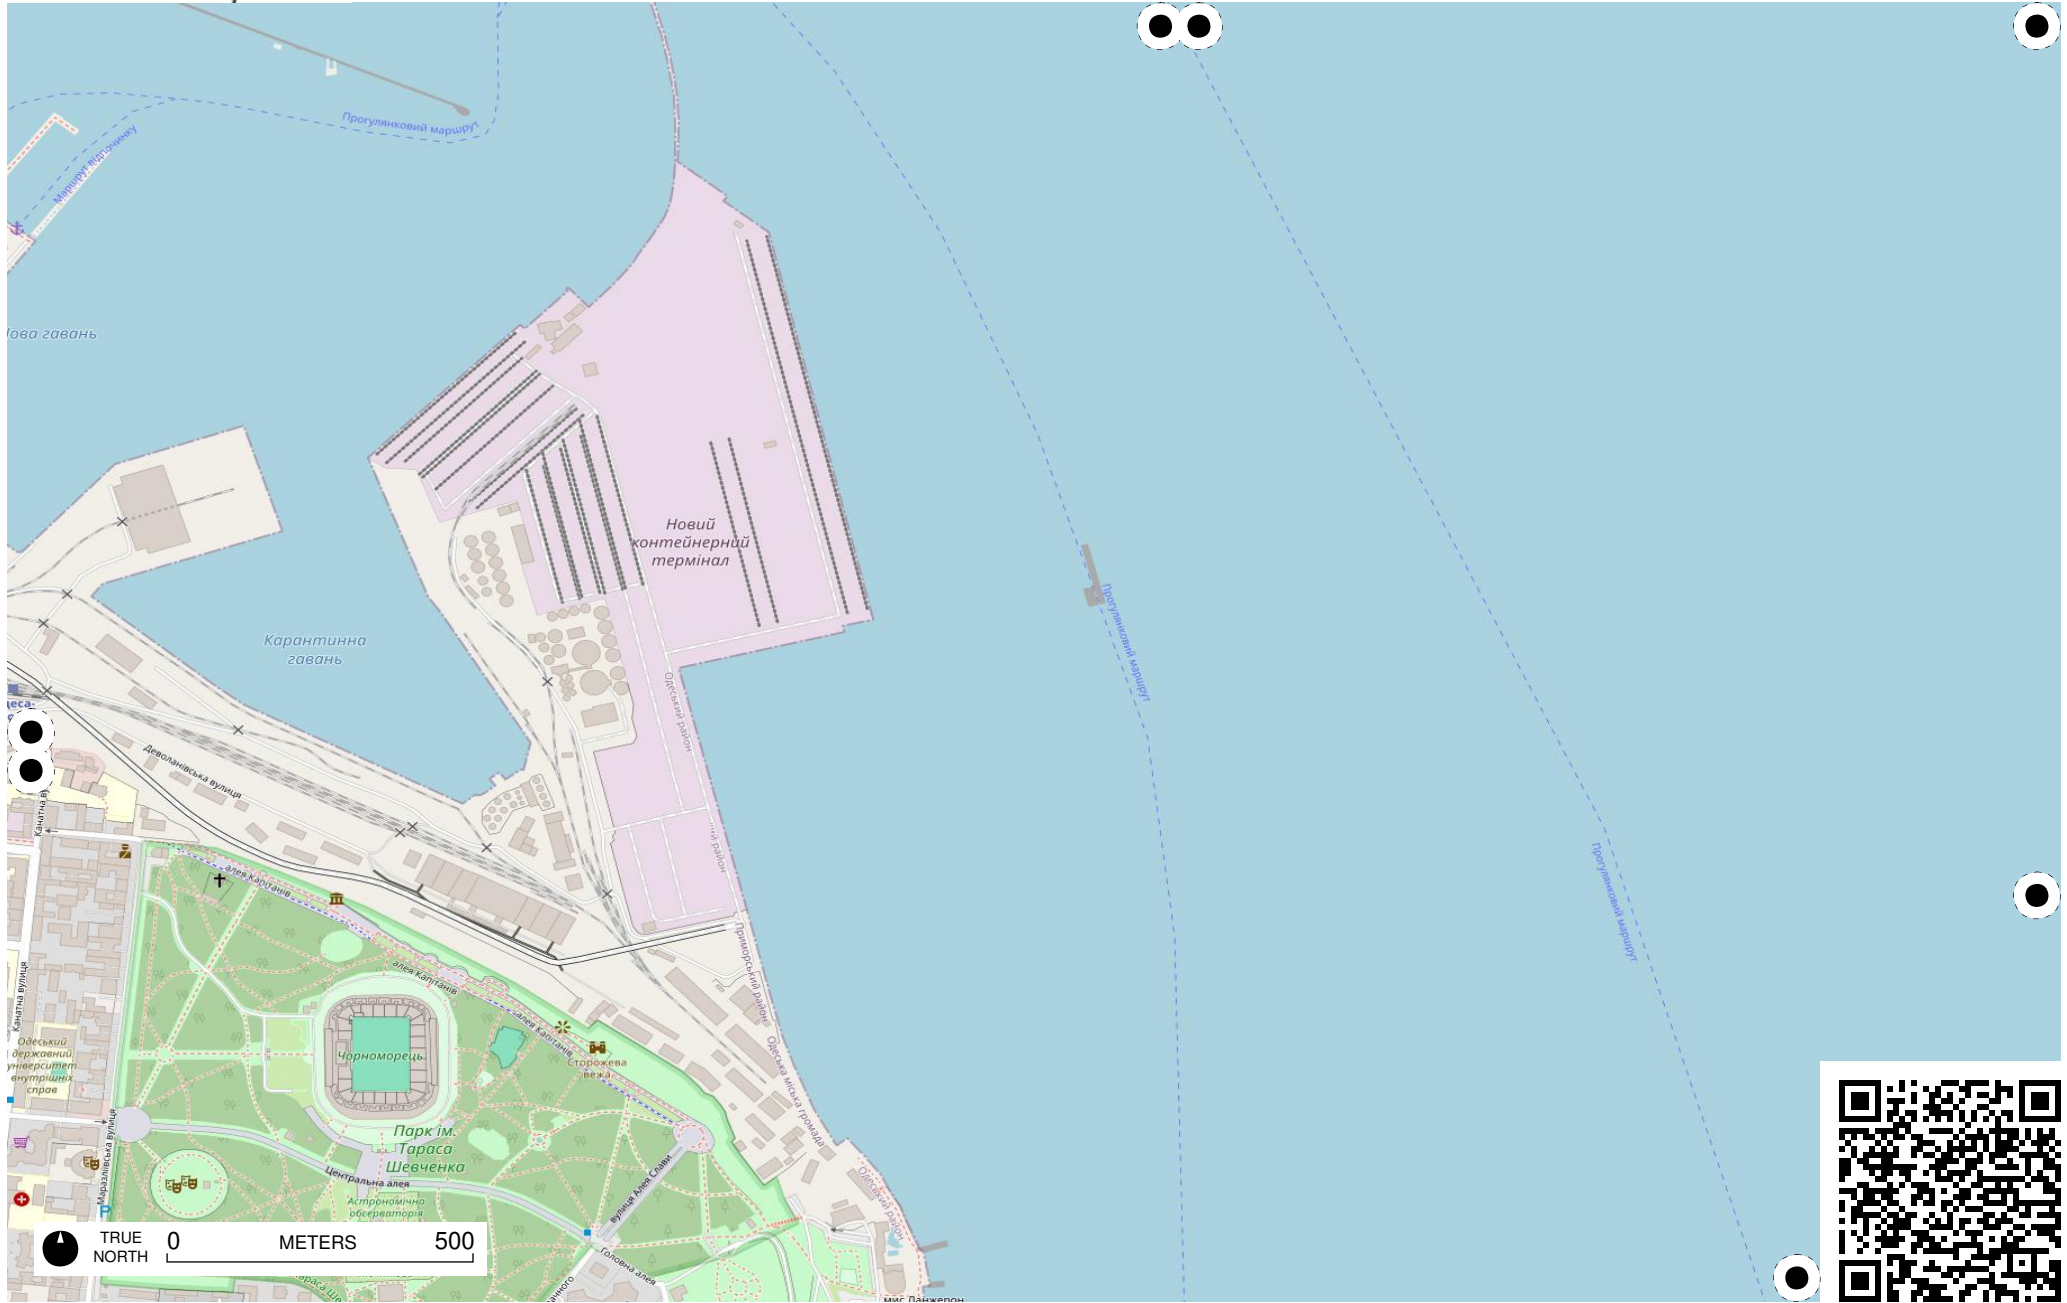 Прогулянковий маршрут
Маршрут відпочинку
Нова гавань
Новий
контейнерний
термінал
Карантинна
гавань
Прогулянковий маршрут
Одеський район
Деволанівська вулиця
Канатна
алея Капітанів
Прогулянковий маршрут
алея Капітанів
Приморський район
Канатна вулиця
алея Капітанів
Одеський
державний
університет
внутрішніх
справ
Чорноморець
Сторожева
вежа
Одеська міська громада
Маразліївська вулиця
Парк ім.
Тараса
Шевченка
Центральна алея
вулиця Алея Слави
Одеський район
Астрономічна
обсерваторія
P
TRUE
NORTH
0 METERS 500
Головна алея
мис Ланжерон